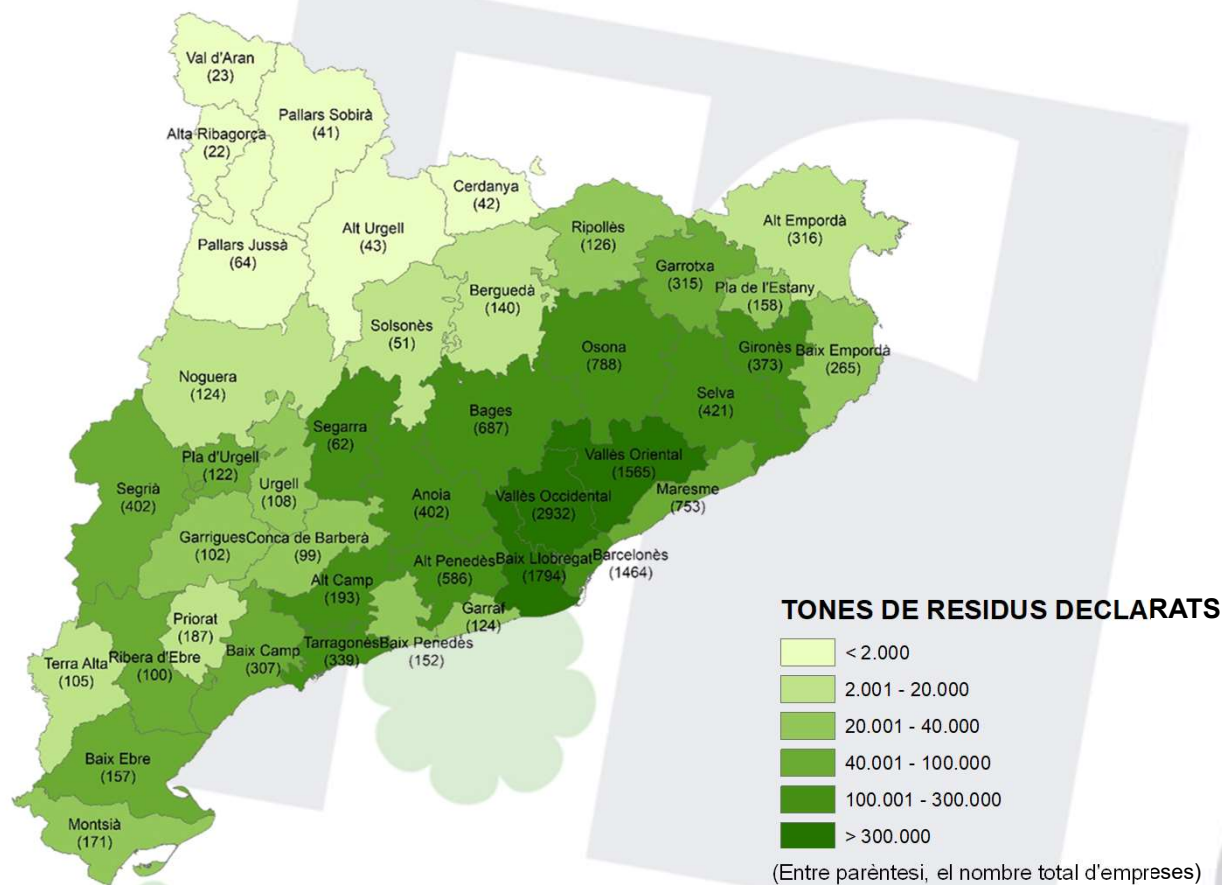 Val d'Aran
(23)
Pallars Sobirà
(41)
Alta Ribagorça
(22)
Cerdanya
(42)
Alt Urgell
(43)
Pallars Jussà
(64)
Ripollès
(126)
Alt Empordà
(316)
Garrotxa
(315)
Pla de l'Estany
(158)
Berguedà
(140)
Solsonès
(51)
Osona
(788)
Gironès
(373)
Baix Empordà
(265)
Noguera
(124)
Selva
(421)
Bages
(687)
Segarra
(62)
Pla d'Urgell
(122)
Vallès Oriental
(1565)
Segrià
(402)
Urgell
(108)
Anoia
(402)
Vallès Occidental
(2932)
Maresme
(753)
Garrigues
(102)
Conca de Barberà
(99)
Alt Penedès
(586)
Baix Llobregat
(1794)
Barcelonès
(1464)
Alt Camp
(193)
Garraf
(124)
Priorat
(187)
Baix Camp
(307)
Tarragonès
(339)
Baix Penedès
(152)
Terra Alta
(105)
Ribera d'Ebre
(100)
Baix Ebre
(157)
Montsià
(171)
TONES DE RESIDUS DECLARATS
< 2.000
2.001 - 20.000
20.001 - 40.000
40.001 - 100.000
100.001 - 300.000
> 300.000
(Entre parèntesi, el nombre total d'empreses)